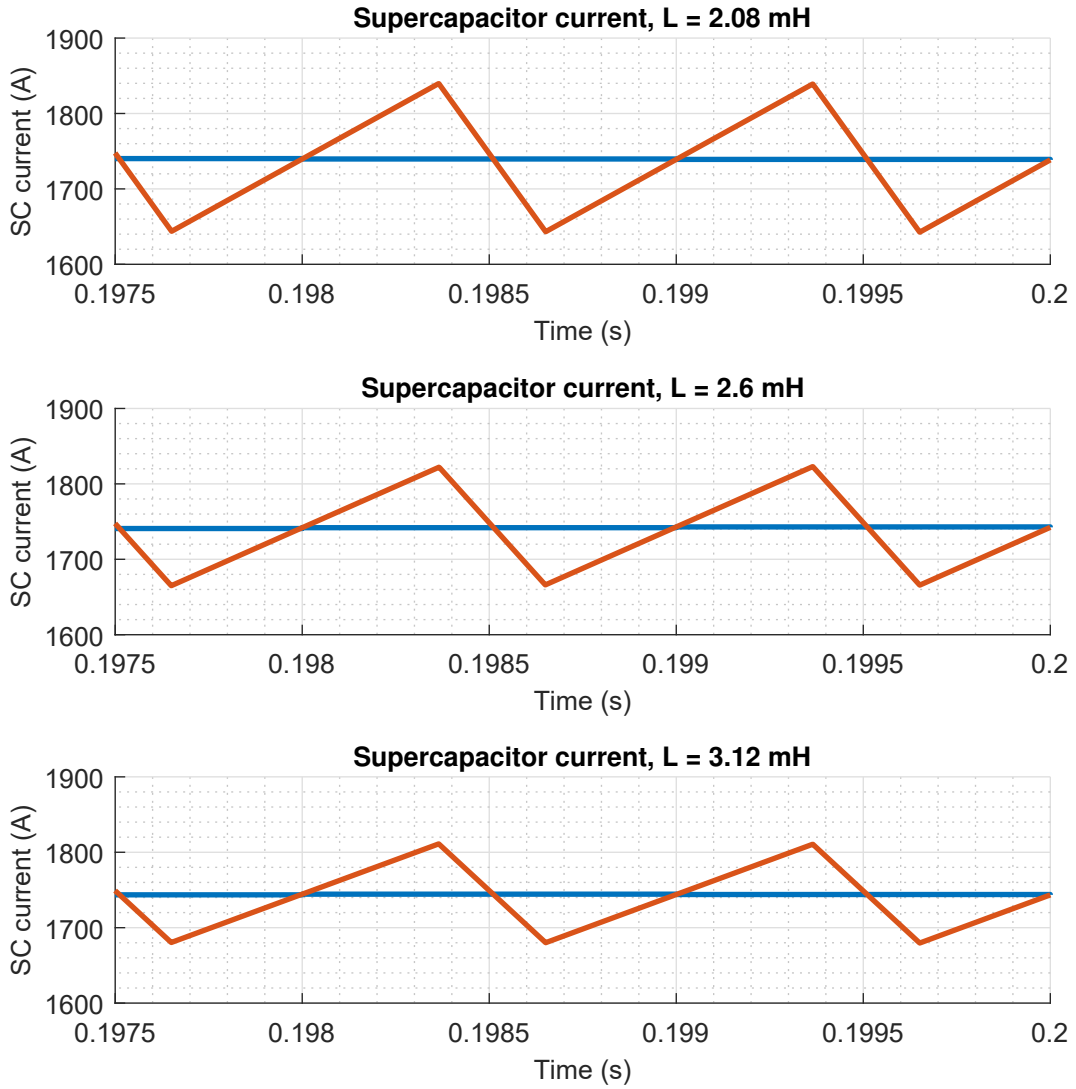 Supercapacitor current, L = 2.08 mH
1900
1800
1700
1600
SC current (A)
0.1975 0.198 0.1985 0.199 0.1995 0.2
Time (s)
Supercapacitor current, L = 2.6 mH
1900
1800
1700
1600
SC current (A)
0.1975 0.198 0.1985 0.199 0.1995 0.2
Time (s)
Supercapacitor current, L = 3.12 mH
1900
1800
1700
1600
SC current (A)
0.1975 0.198 0.1985 0.199 0.1995 0.2
Time (s)